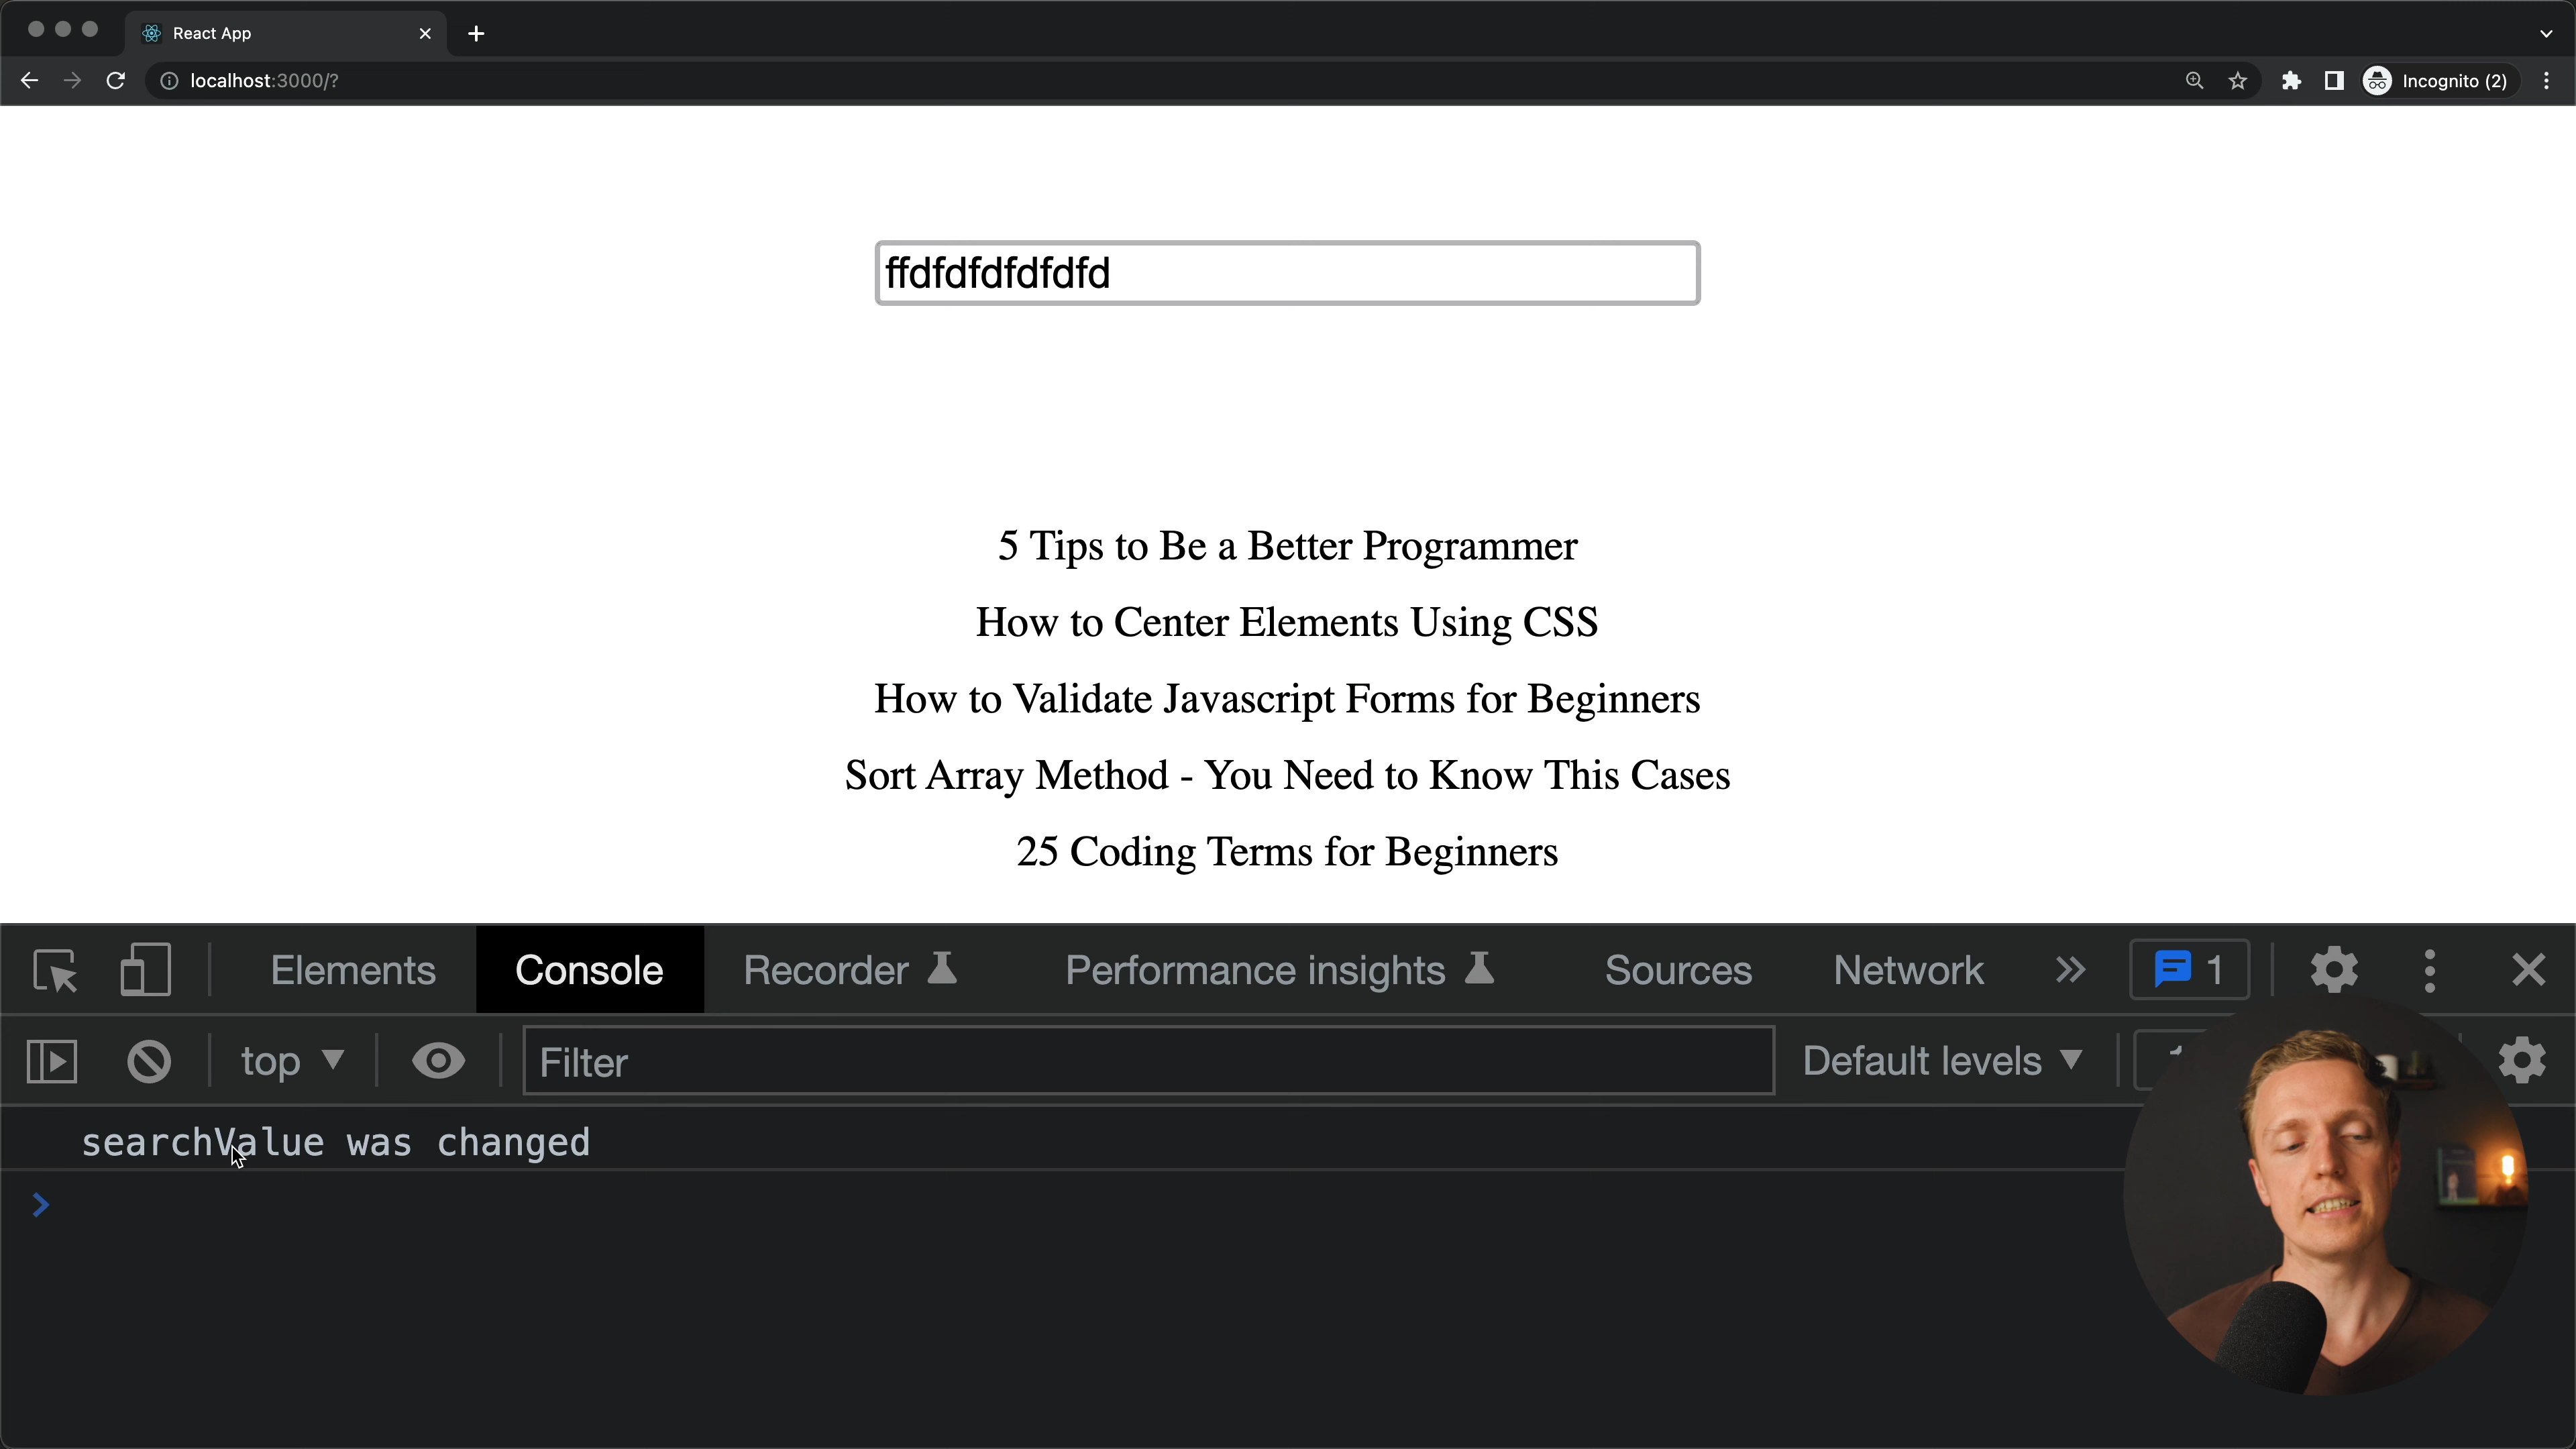 React App
localhost:3000/?
Incognito (2)
ffdfdfdfdfdfd
5 Tips to Be a Better Programmer
How to Center Elements Using CSS
How to Validate Javascript Forms for Beginners
Sort Array Method - You Need to Know This Cases
25 Coding Terms for Beginners
Elements Console Recorder Performance insights Sources Network 1
top Filter Default levels
searchValue was changed